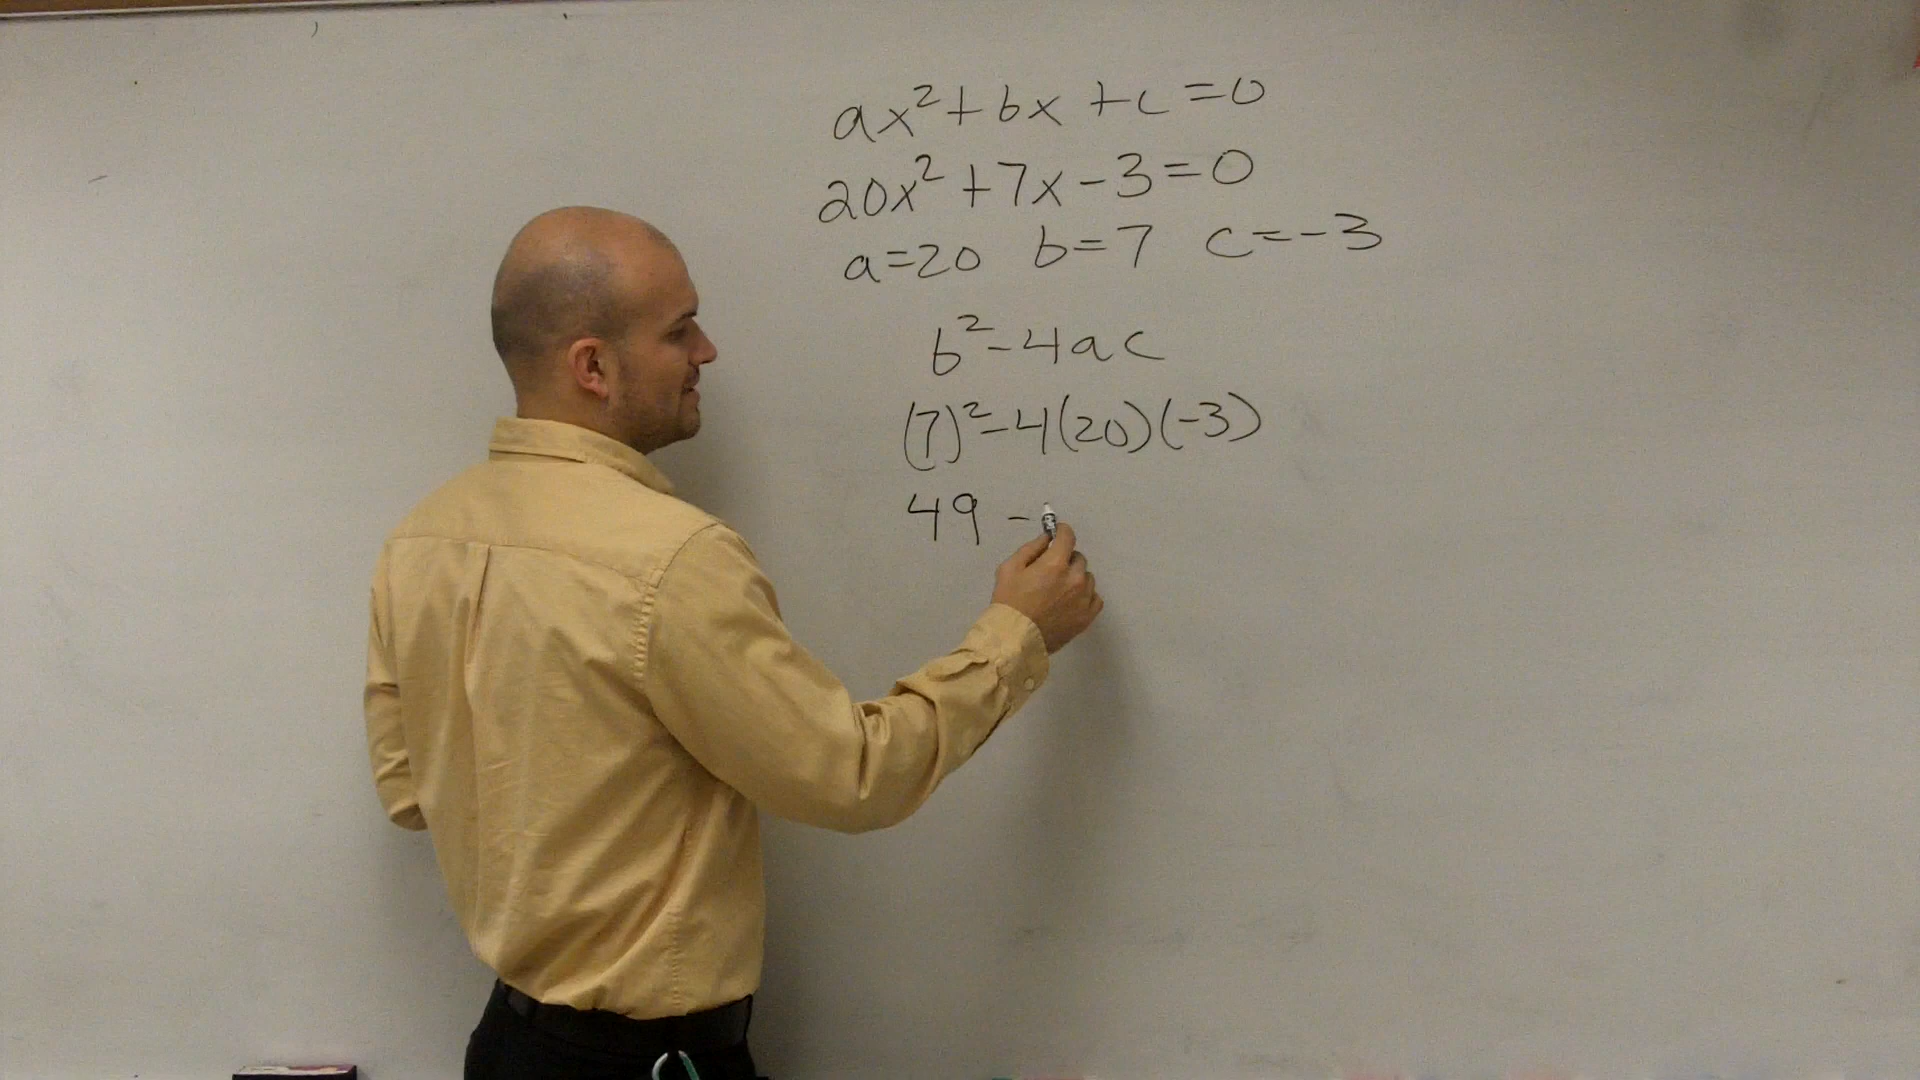 ax²+bx+c=0
20x²+7x-3=0
a=20 b=7 c=-3
b²-4ac
(7)²-4(20)(-3)
49 -